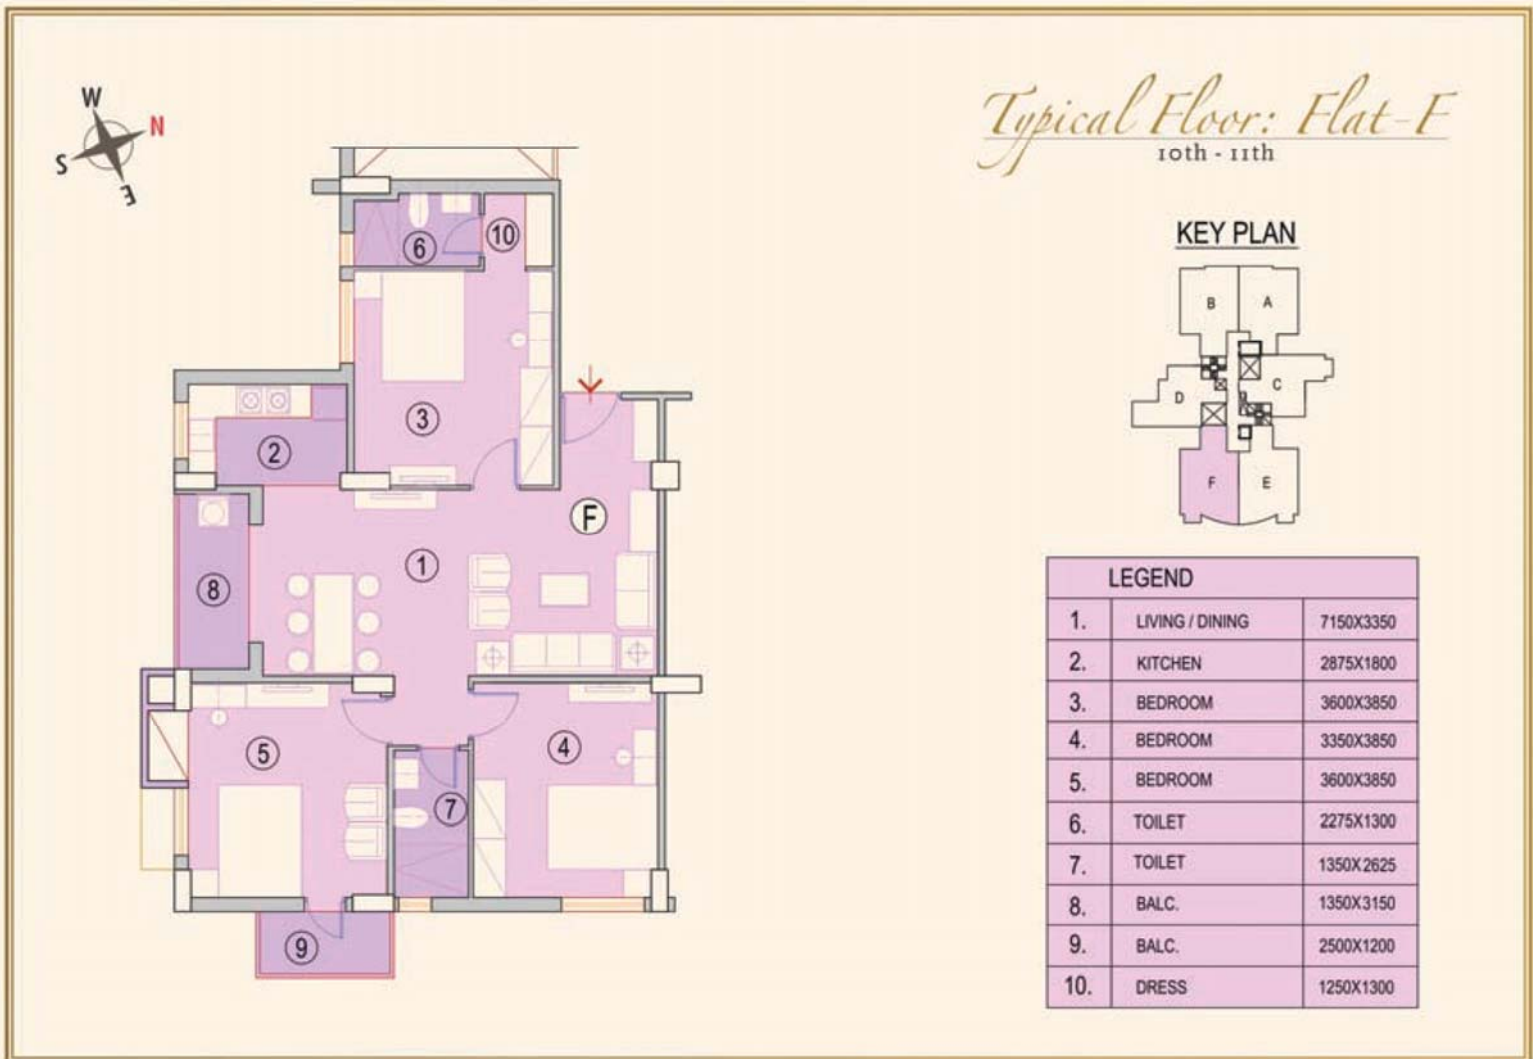 Typical Floor: Flat-F
10th - 11th
W
N
S
E
KEY PLAN
B A
D C
F E
6 10
3
2
F
1
8
5 4
7
9
LEGEND
1. LIVING / DINING 7150X3350
2. KITCHEN 2875X1800
3. BEDROOM 3600X3850
4. BEDROOM 3350X3850
5. BEDROOM 3600X3850
6. TOILET 2275X1300
7. TOILET 1350X2625
8. BALC. 1350X3150
9. BALC. 2500X1200
10. DRESS 1250X1300